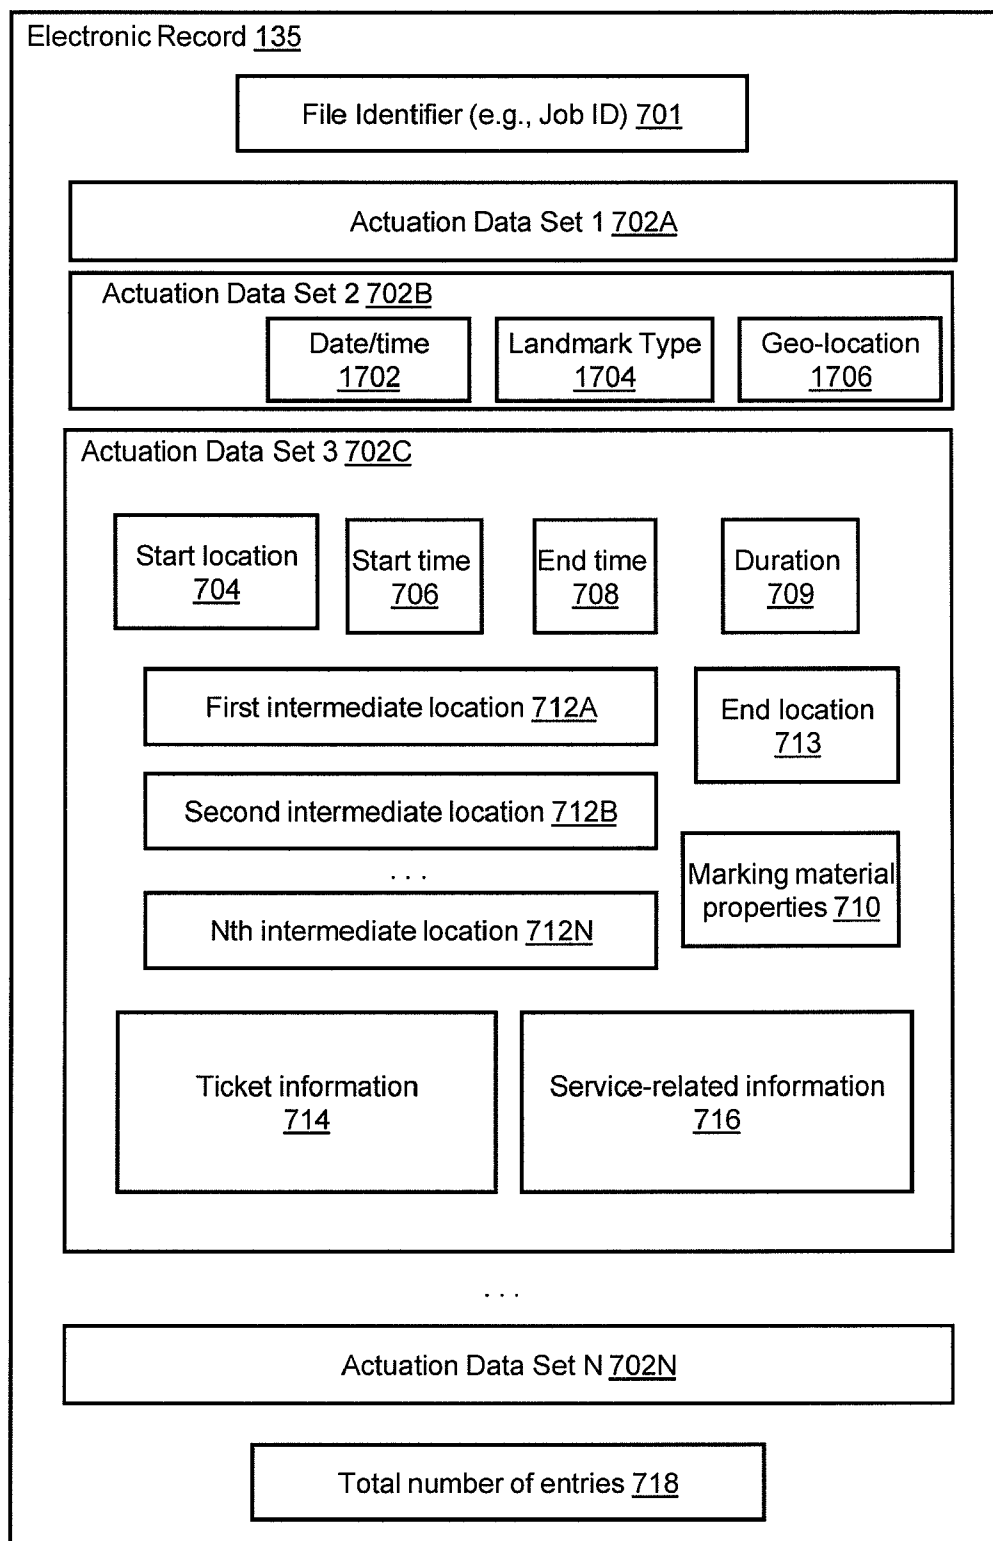 Electronic Record 135
File Identifier (e.g., Job ID) 701
Actuation Data Set 1 702A
Actuation Data Set 2 702B
Date/time
1702
Landmark Type
1704
Geo-location
1706
Actuation Data Set 3 702C
Start location
704
Start time
706
End time
708
Duration
709
First intermediate location 712A
End location
713
Second intermediate location 712B
. . .
Marking material
properties 710
Nth intermediate location 712N
Ticket information
714
Service-related information
716
. . .
Actuation Data Set N 702N
Total number of entries 718